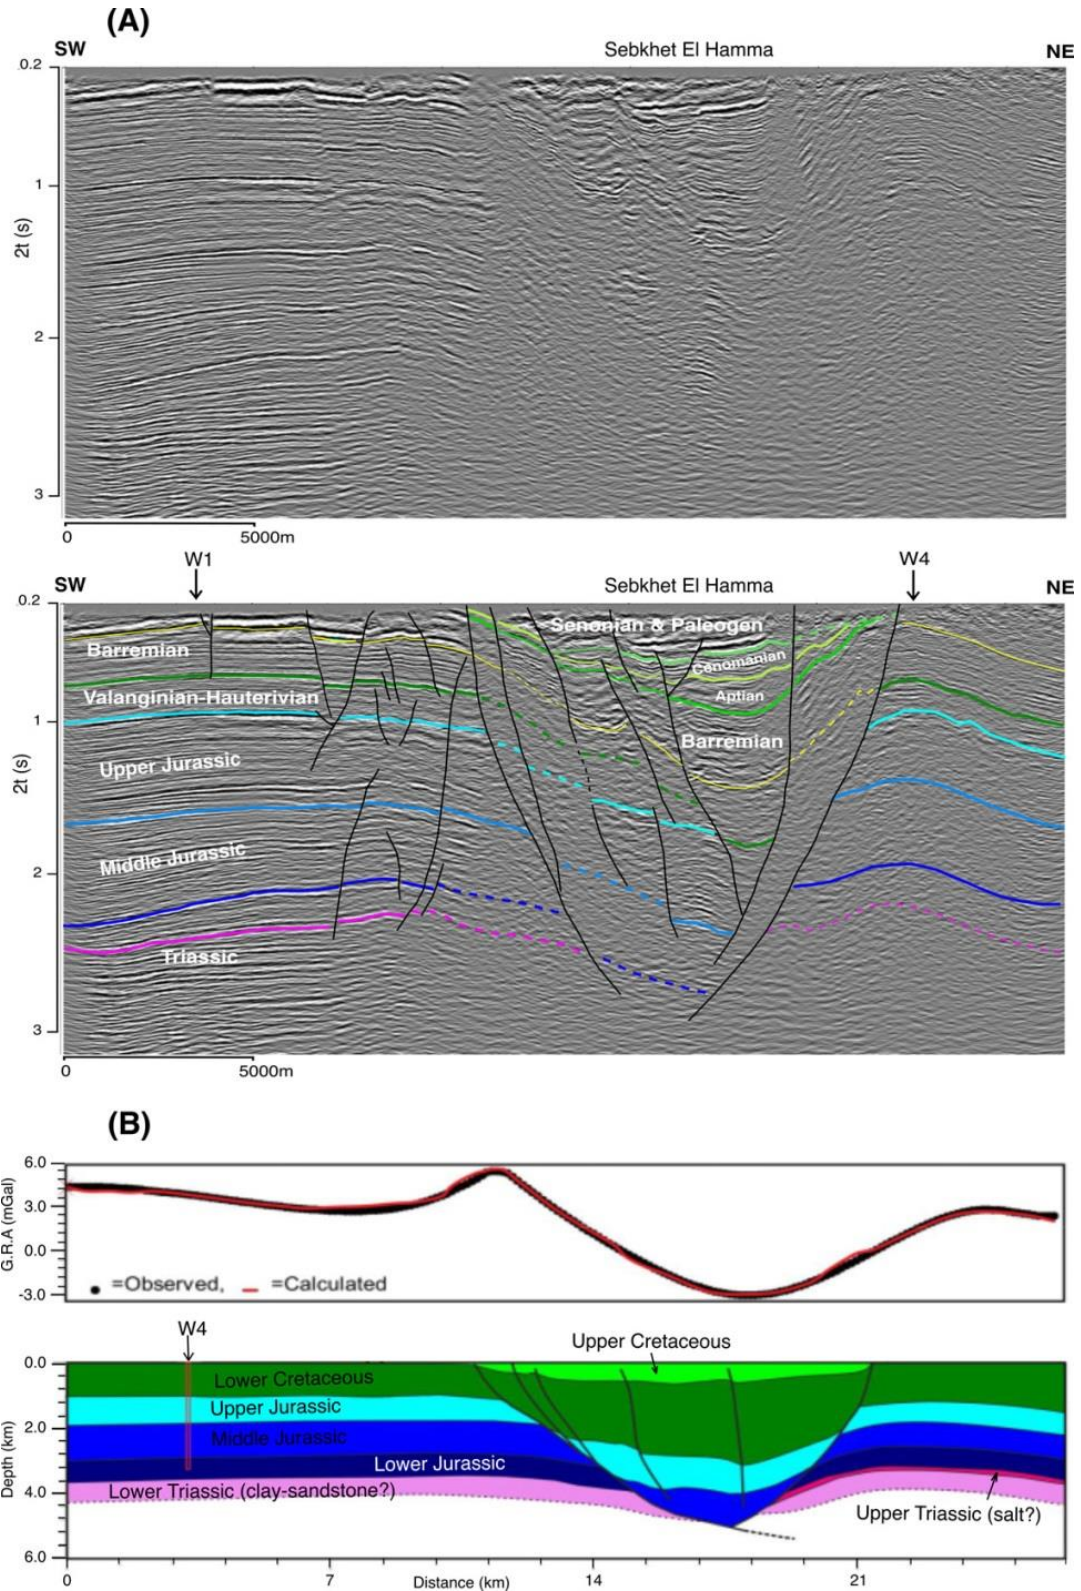 (A)
SW Sebkhet El Hamma NE
0.2
1
2t (s)
2
3
0 5000m
W1 W4
SW Sebkhet El Hamma NE
0.2
Senonian & Paleogen
Barremian
Cenomanian
Valanginian-Hauterivian
Aptian
1
Barremian
Upper Jurassic
2t (s)
Middle Jurassic
2
Triassic
3
0 5000m
(B)
6.0
3.0
G.R.A (mGal)
0.0
=Observed, =Calculated
-3.0
W4
Upper Cretaceous
0.0
Lower Cretaceous
Upper Jurassic
2.0
Middle Jurassic
Depth (km)
Lower Jurassic
4.0
Lower Triassic (clay-sandstone?)
Upper Triassic (salt?)
6.0
0 7 Distance (km) 14 21